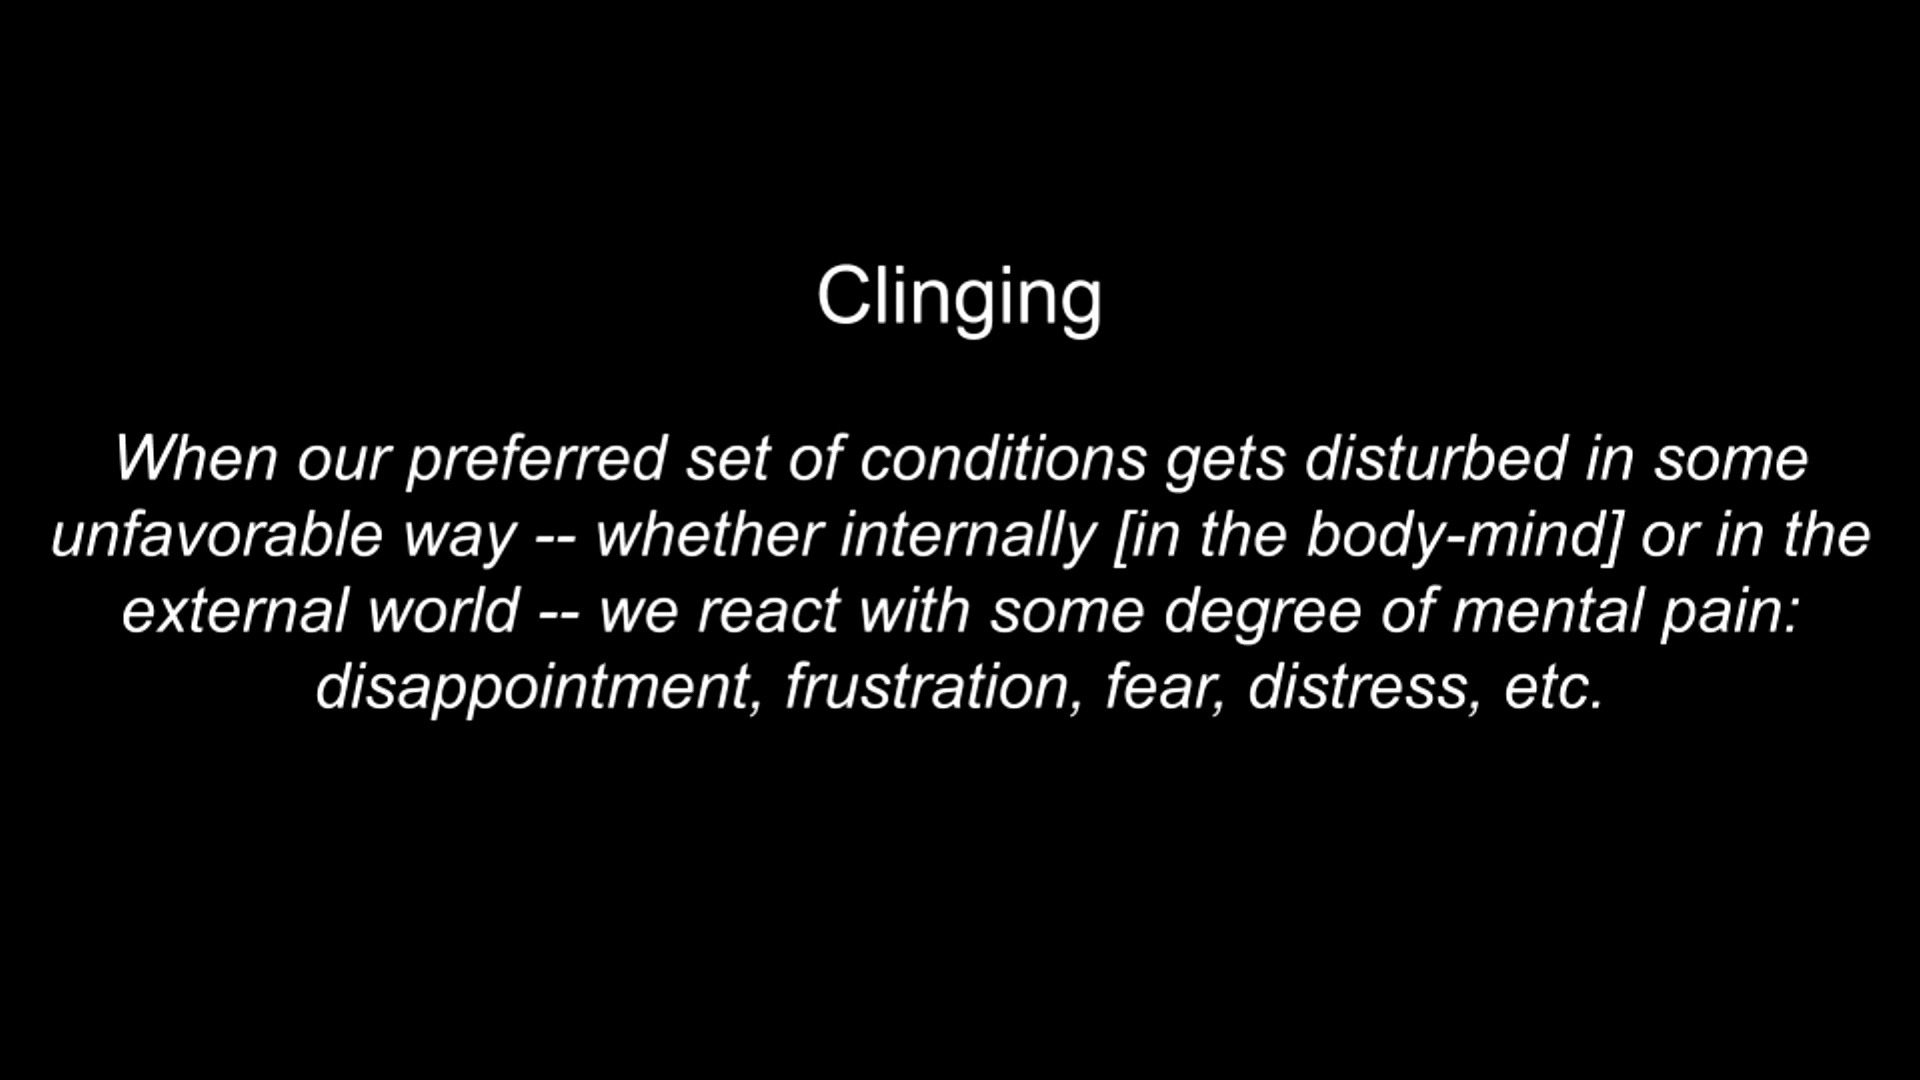 Clinging
When our preferred set of conditions gets disturbed in some
unfavorable way -- whether internally [in the body-mind] or in the
external world -- we react with some degree of mental pain:
disappointment, frustration, fear, distress, etc.